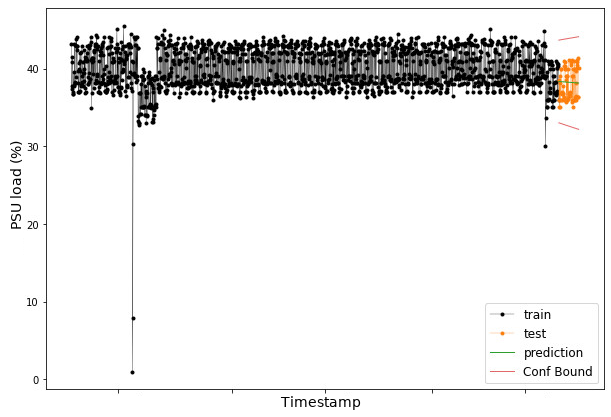 40
30
20
10
0
PSU load (%)
Timestamp
train
test
prediction
Conf Bound